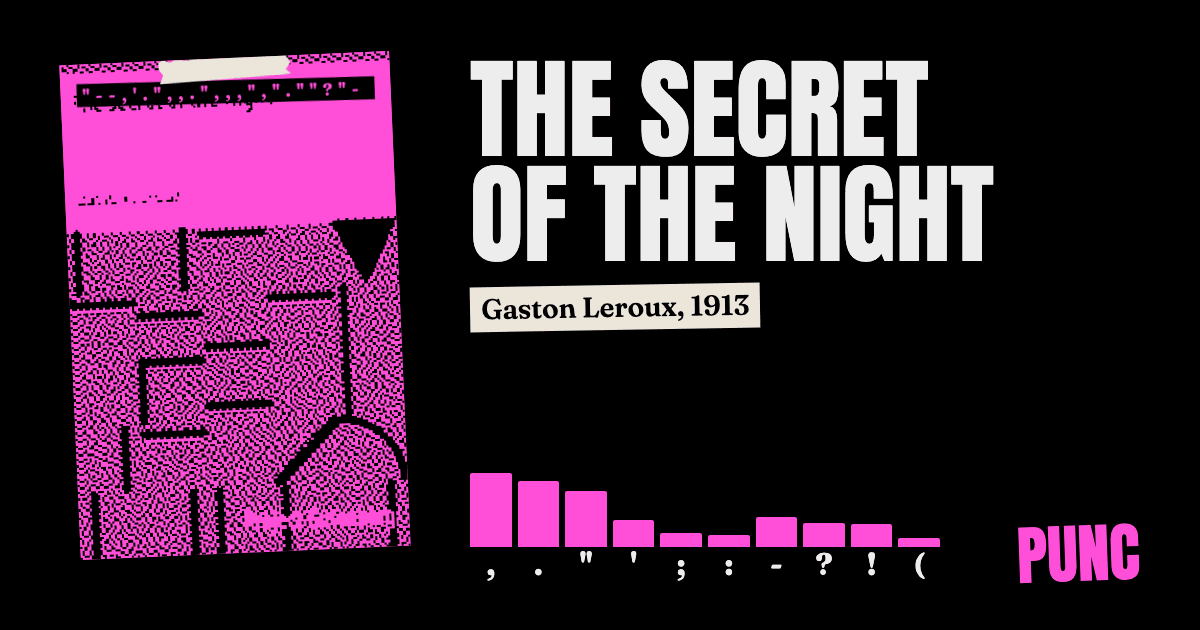 "--,'.",,.",,,",".""?"-
THE SECRET
OF THE NIGHT
Gaston Leroux, 1913
, . " ' ; : - ? ! (
PUNC